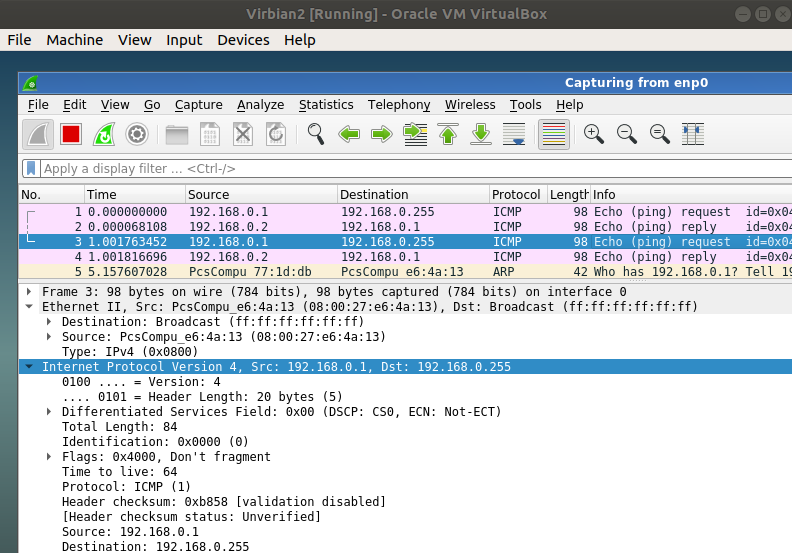 Virbian2 [Running] - Oracle VM VirtualBox
File Machine View Input Devices Help
Capturing from enp0
File Edit View Go Capture Analyze Statistics Telephony Wireless Tools Help
Apply a display filter … <Ctrl-/>
No. Time Source Destination Protocol Length Info
1 0.000000000 192.168.0.1 192.168.0.255 ICMP 98 Echo (ping) request id=0x04
2 0.000068108 192.168.0.2 192.168.0.1 ICMP 98 Echo (ping) reply id=0x04
3 1.001763452 192.168.0.1 192.168.0.255 ICMP 98 Echo (ping) request id=0x04
4 1.001816696 192.168.0.2 192.168.0.1 ICMP 98 Echo (ping) reply id=0x04
5 5.157607028 PcsCompu_77:1d:db PcsCompu_e6:4a:13 ARP 42 Who has 192.168.0.1? Tell 19
Frame 3: 98 bytes on wire (784 bits), 98 bytes captured (784 bits) on interface 0
Ethernet II, Src: PcsCompu_e6:4a:13 (08:00:27:e6:4a:13), Dst: Broadcast (ff:ff:ff:ff:ff:ff)
Destination: Broadcast (ff:ff:ff:ff:ff:ff)
Source: PcsCompu_e6:4a:13 (08:00:27:e6:4a:13)
Type: IPv4 (0x0800)
Internet Protocol Version 4, Src: 192.168.0.1, Dst: 192.168.0.255
0100 .... = Version: 4
.... 0101 = Header Length: 20 bytes (5)
Differentiated Services Field: 0x00 (DSCP: CS0, ECN: Not-ECT)
Total Length: 84
Identification: 0x0000 (0)
Flags: 0x4000, Don't fragment
Time to live: 64
Protocol: ICMP (1)
Header checksum: 0xb858 [validation disabled]
[Header checksum status: Unverified]
Source: 192.168.0.1
Destination: 192.168.0.255